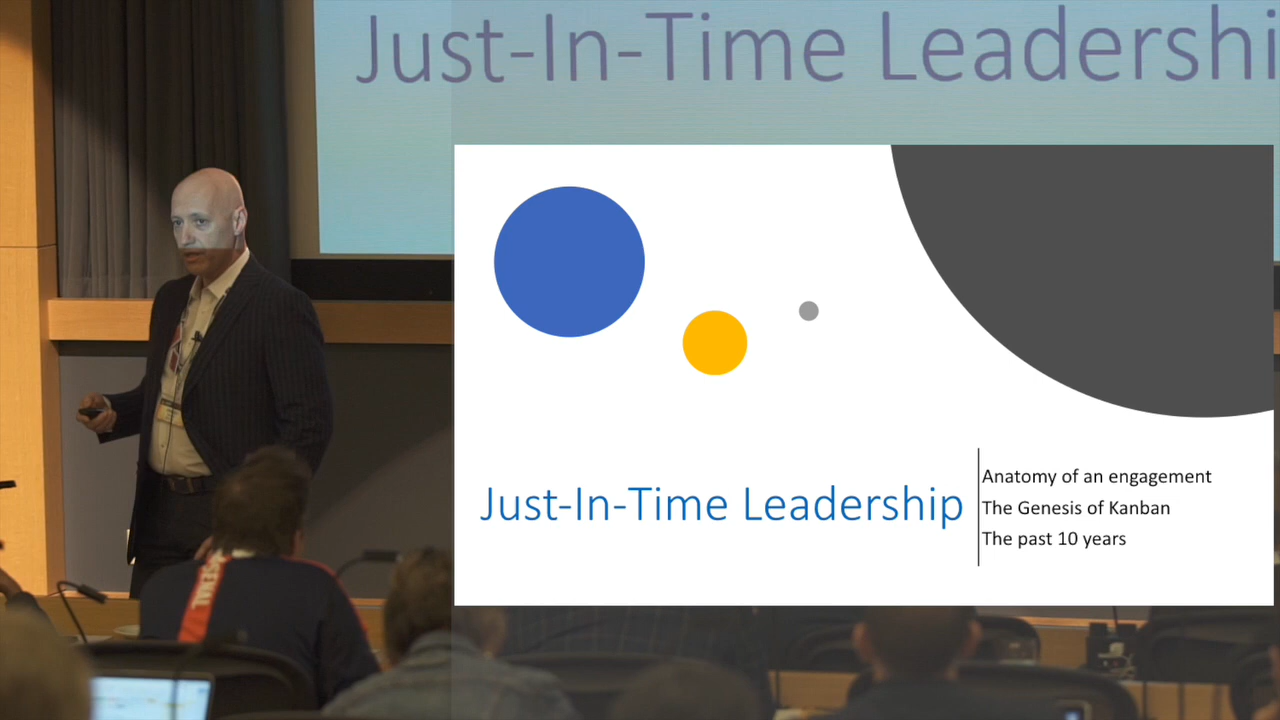 Just-In-Time Leadershi
Just-In-Time Leadership
Anatomy of an engagement
The Genesis of Kanban
The past 10 years
ARSENAL